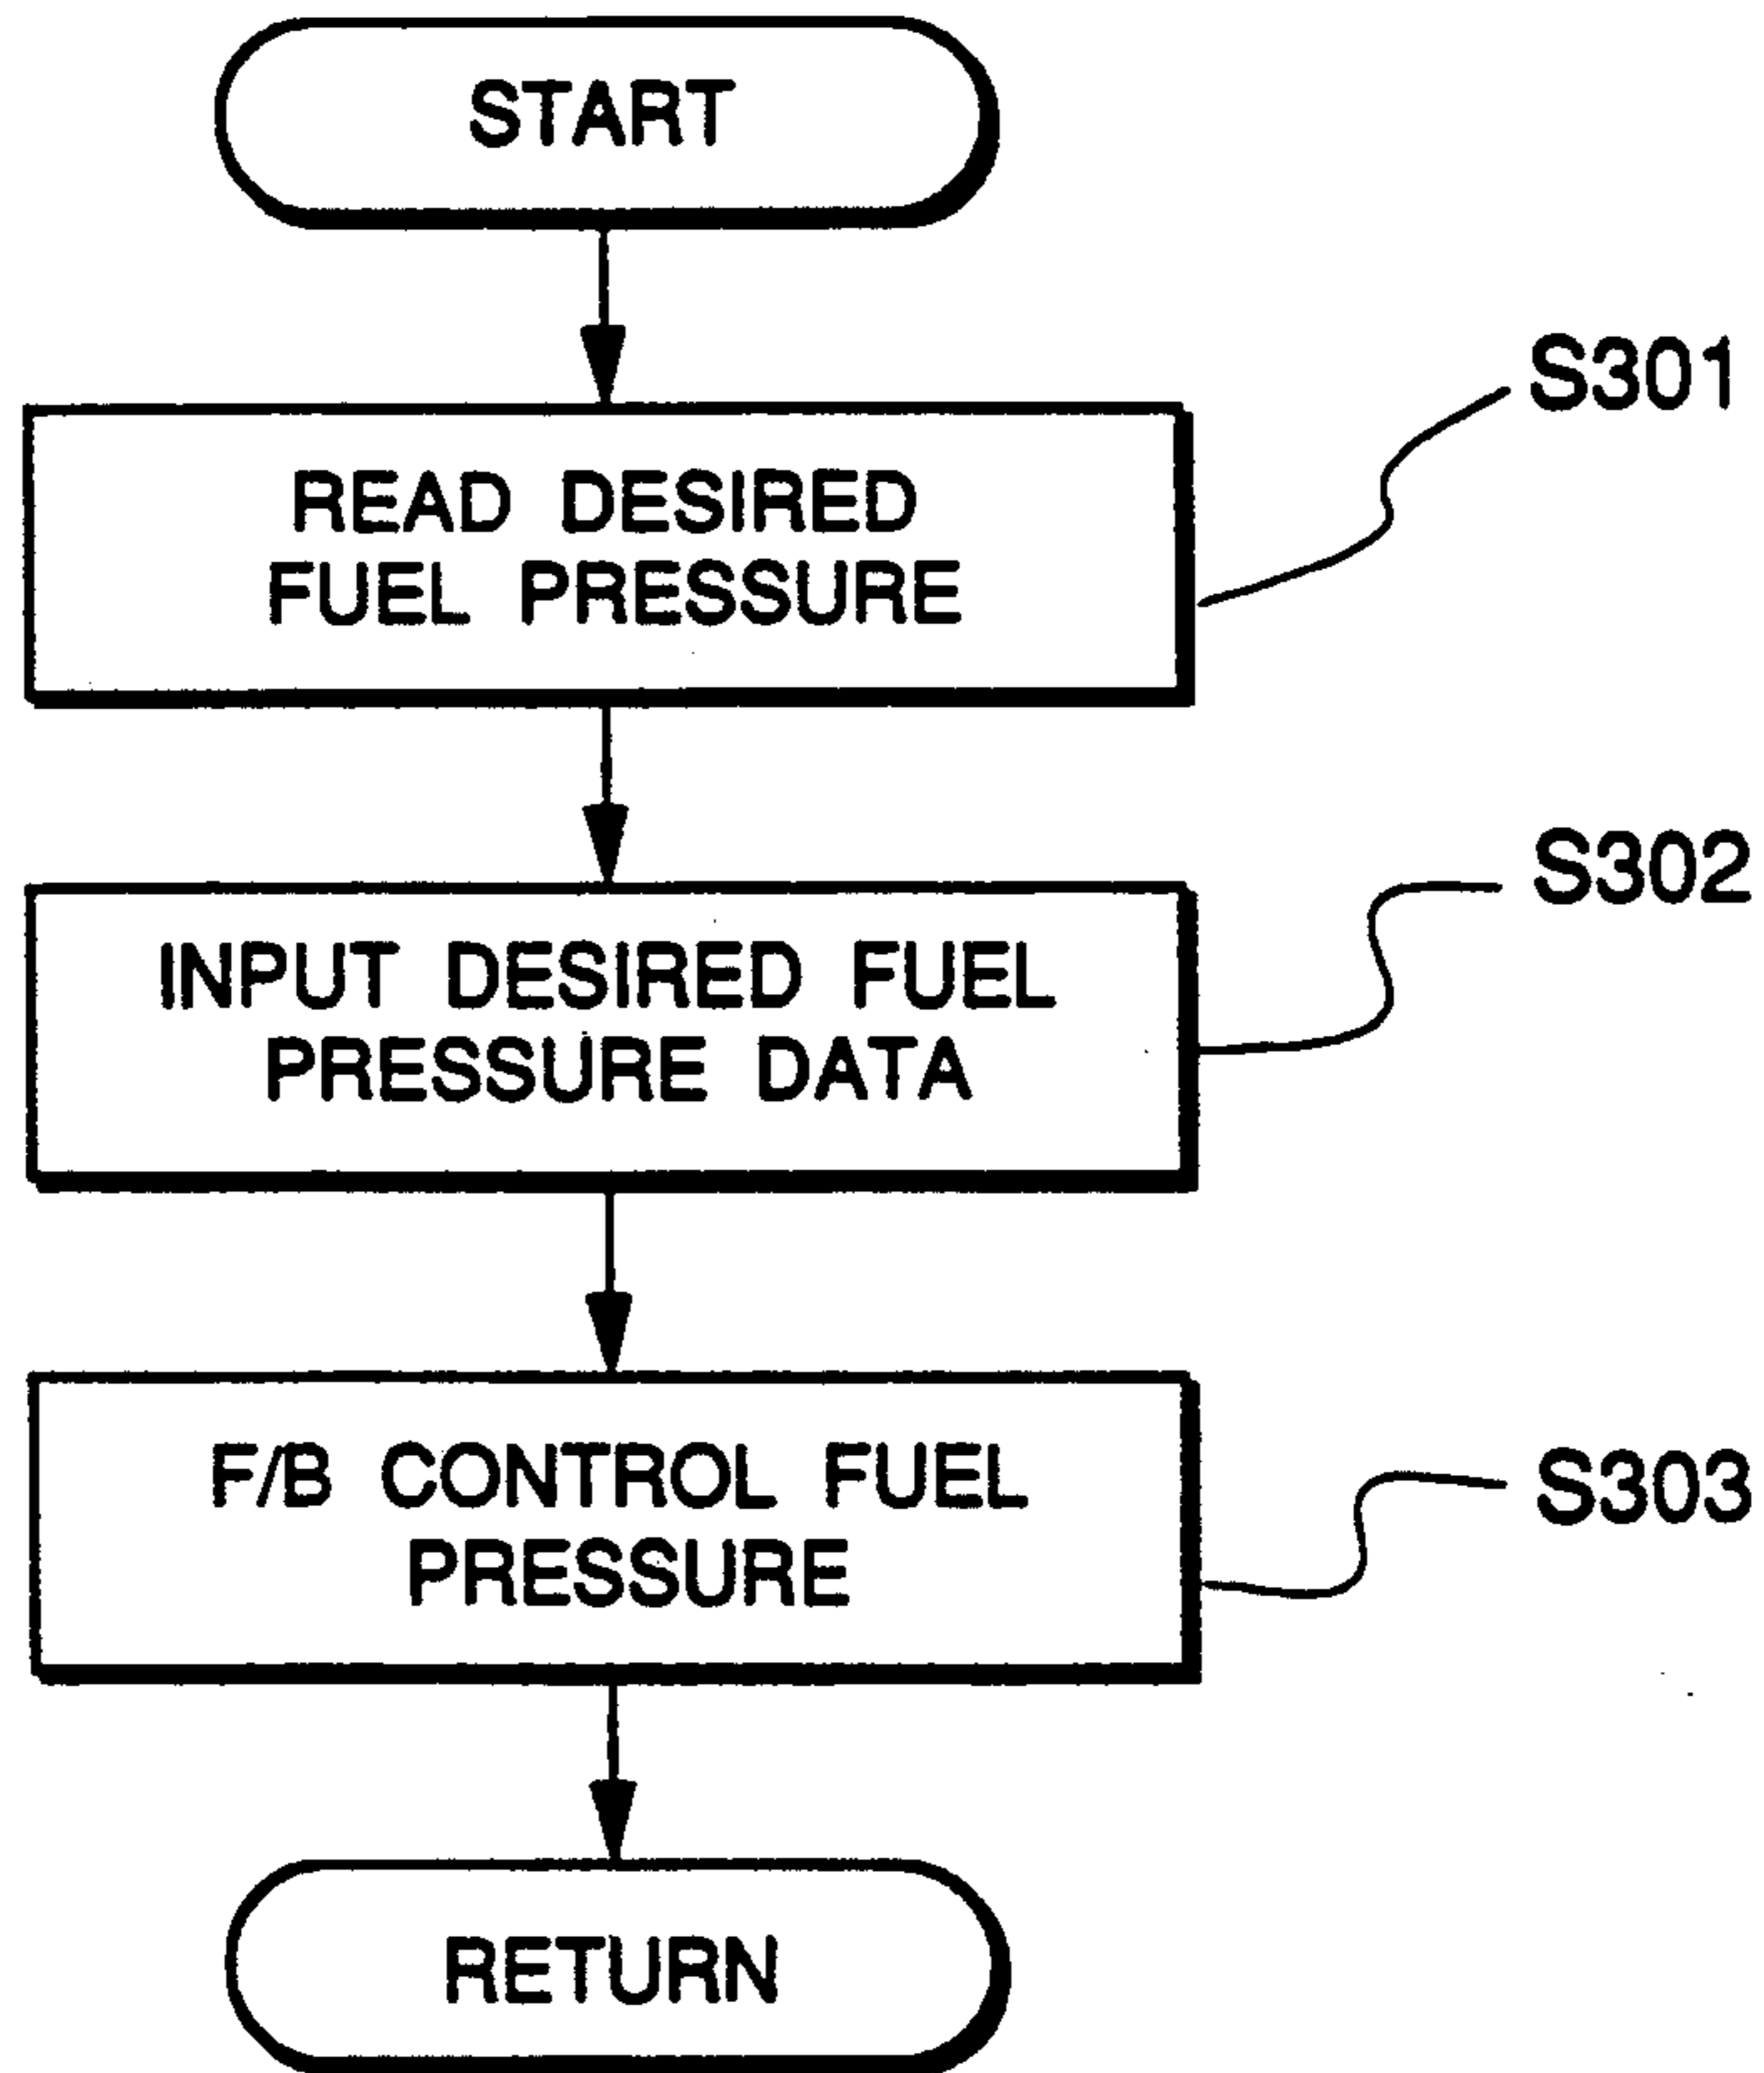 START
S301
READ DESIRED
FUEL PRESSURE
S302
INPUT DESIRED FUEL
PRESSURE DATA
F/B CONTROL FUEL
PRESSURE
S303
RETURN